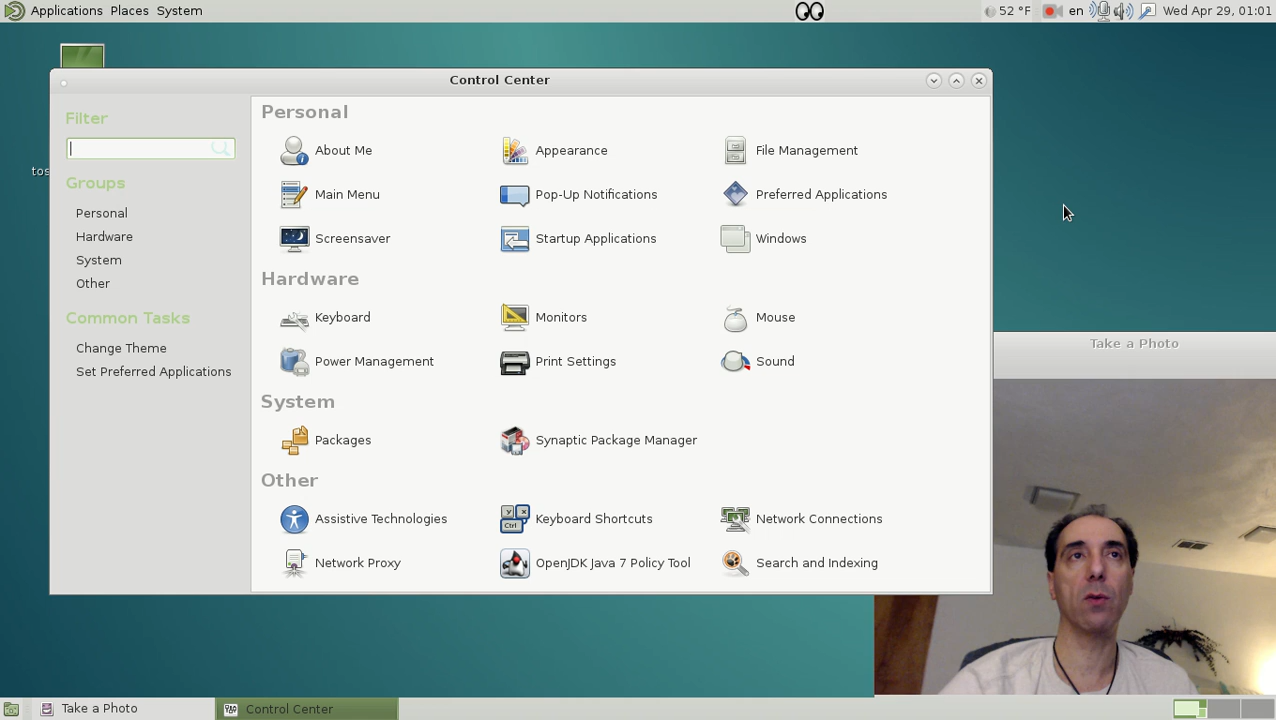 Applications Places System
52 °F en Wed Apr 29, 01:01
Control Center
Filter
tos
Groups
Personal
Hardware
System
Other
Common Tasks
Change Theme
Set Preferred Applications
Personal
About Me
Appearance
File Management
Main Menu
Pop-Up Notifications
Preferred Applications
Screensaver
Startup Applications
Windows
Hardware
Keyboard
Monitors
Mouse
Power Management
Print Settings
Sound
System
Packages
Synaptic Package Manager
Other
Assistive Technologies
Keyboard Shortcuts
Network Connections
Network Proxy
OpenJDK Java 7 Policy Tool
Search and Indexing
Take a Photo
Take a Photo
Control Center